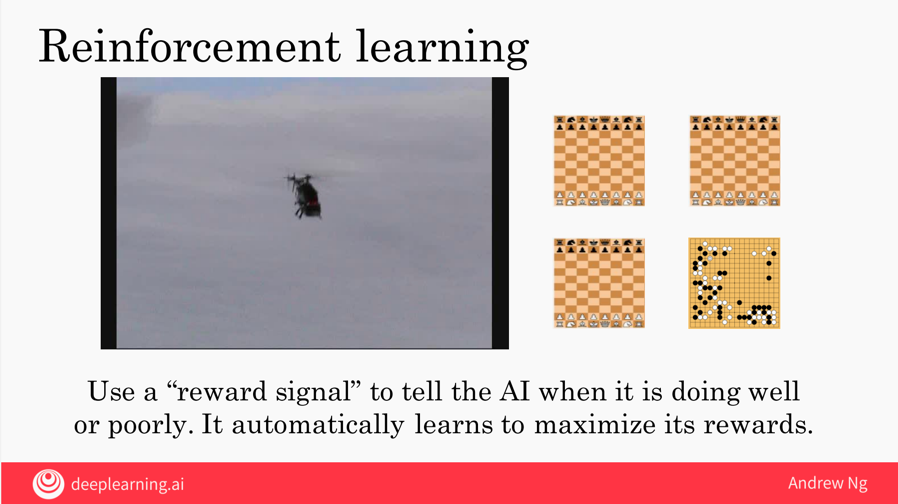 Reinforcement learning
Use a “reward signal” to tell the AI when it is doing well
or poorly. It automatically learns to maximize its rewards.
deeplearning.ai
Andrew Ng